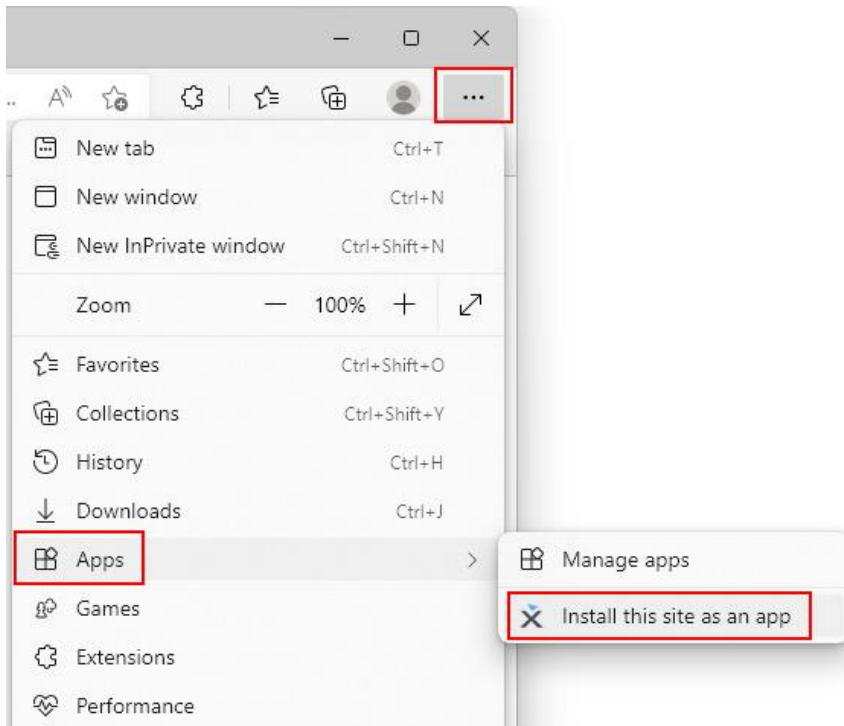 ...
New tab Ctrl+T
New window Ctrl+N
New InPrivate window Ctrl+Shift+N
Zoom — 100% +
Favorites Ctrl+Shift+O
Collections Ctrl+Shift+Y
History Ctrl+H
Downloads Ctrl+J
Apps
Manage apps
Games
Install this site as an app
Extensions
Performance